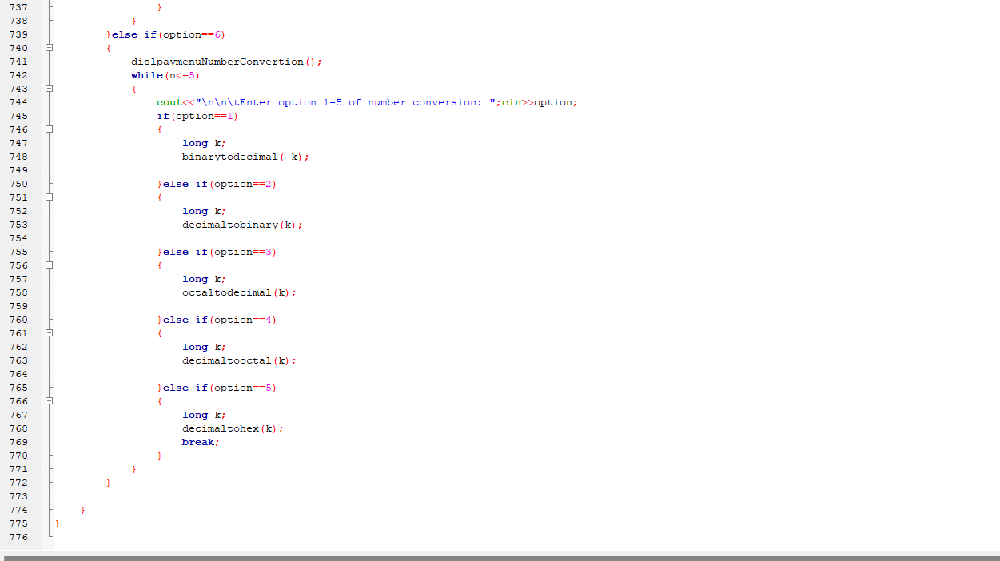 737 }
738 }
739 }else if(option==6)
740 {
741 dislpaymenuNumberConvertion();
742 while(n<=5)
743 {
744 cout<<"\n\n\tEnter option 1-5 of number conversion: ";cin>>option;
745 if(option==1)
746 {
747 long k;
748 binarytodecimal( k);
749
750 }else if(option==2)
751 {
752 long k;
753 decimaltobinary(k);
754
755 }else if(option==3)
756 {
757 long k;
758 octaltodecimal(k);
759
760 }else if(option==4)
761 {
762 long k;
763 decimaltooctal(k);
764
765 }else if(option==5)
766 {
767 long k;
768 decimaltohex(k);
769 break;
770 }
771 }
772 }
773
774 }
775 }
776